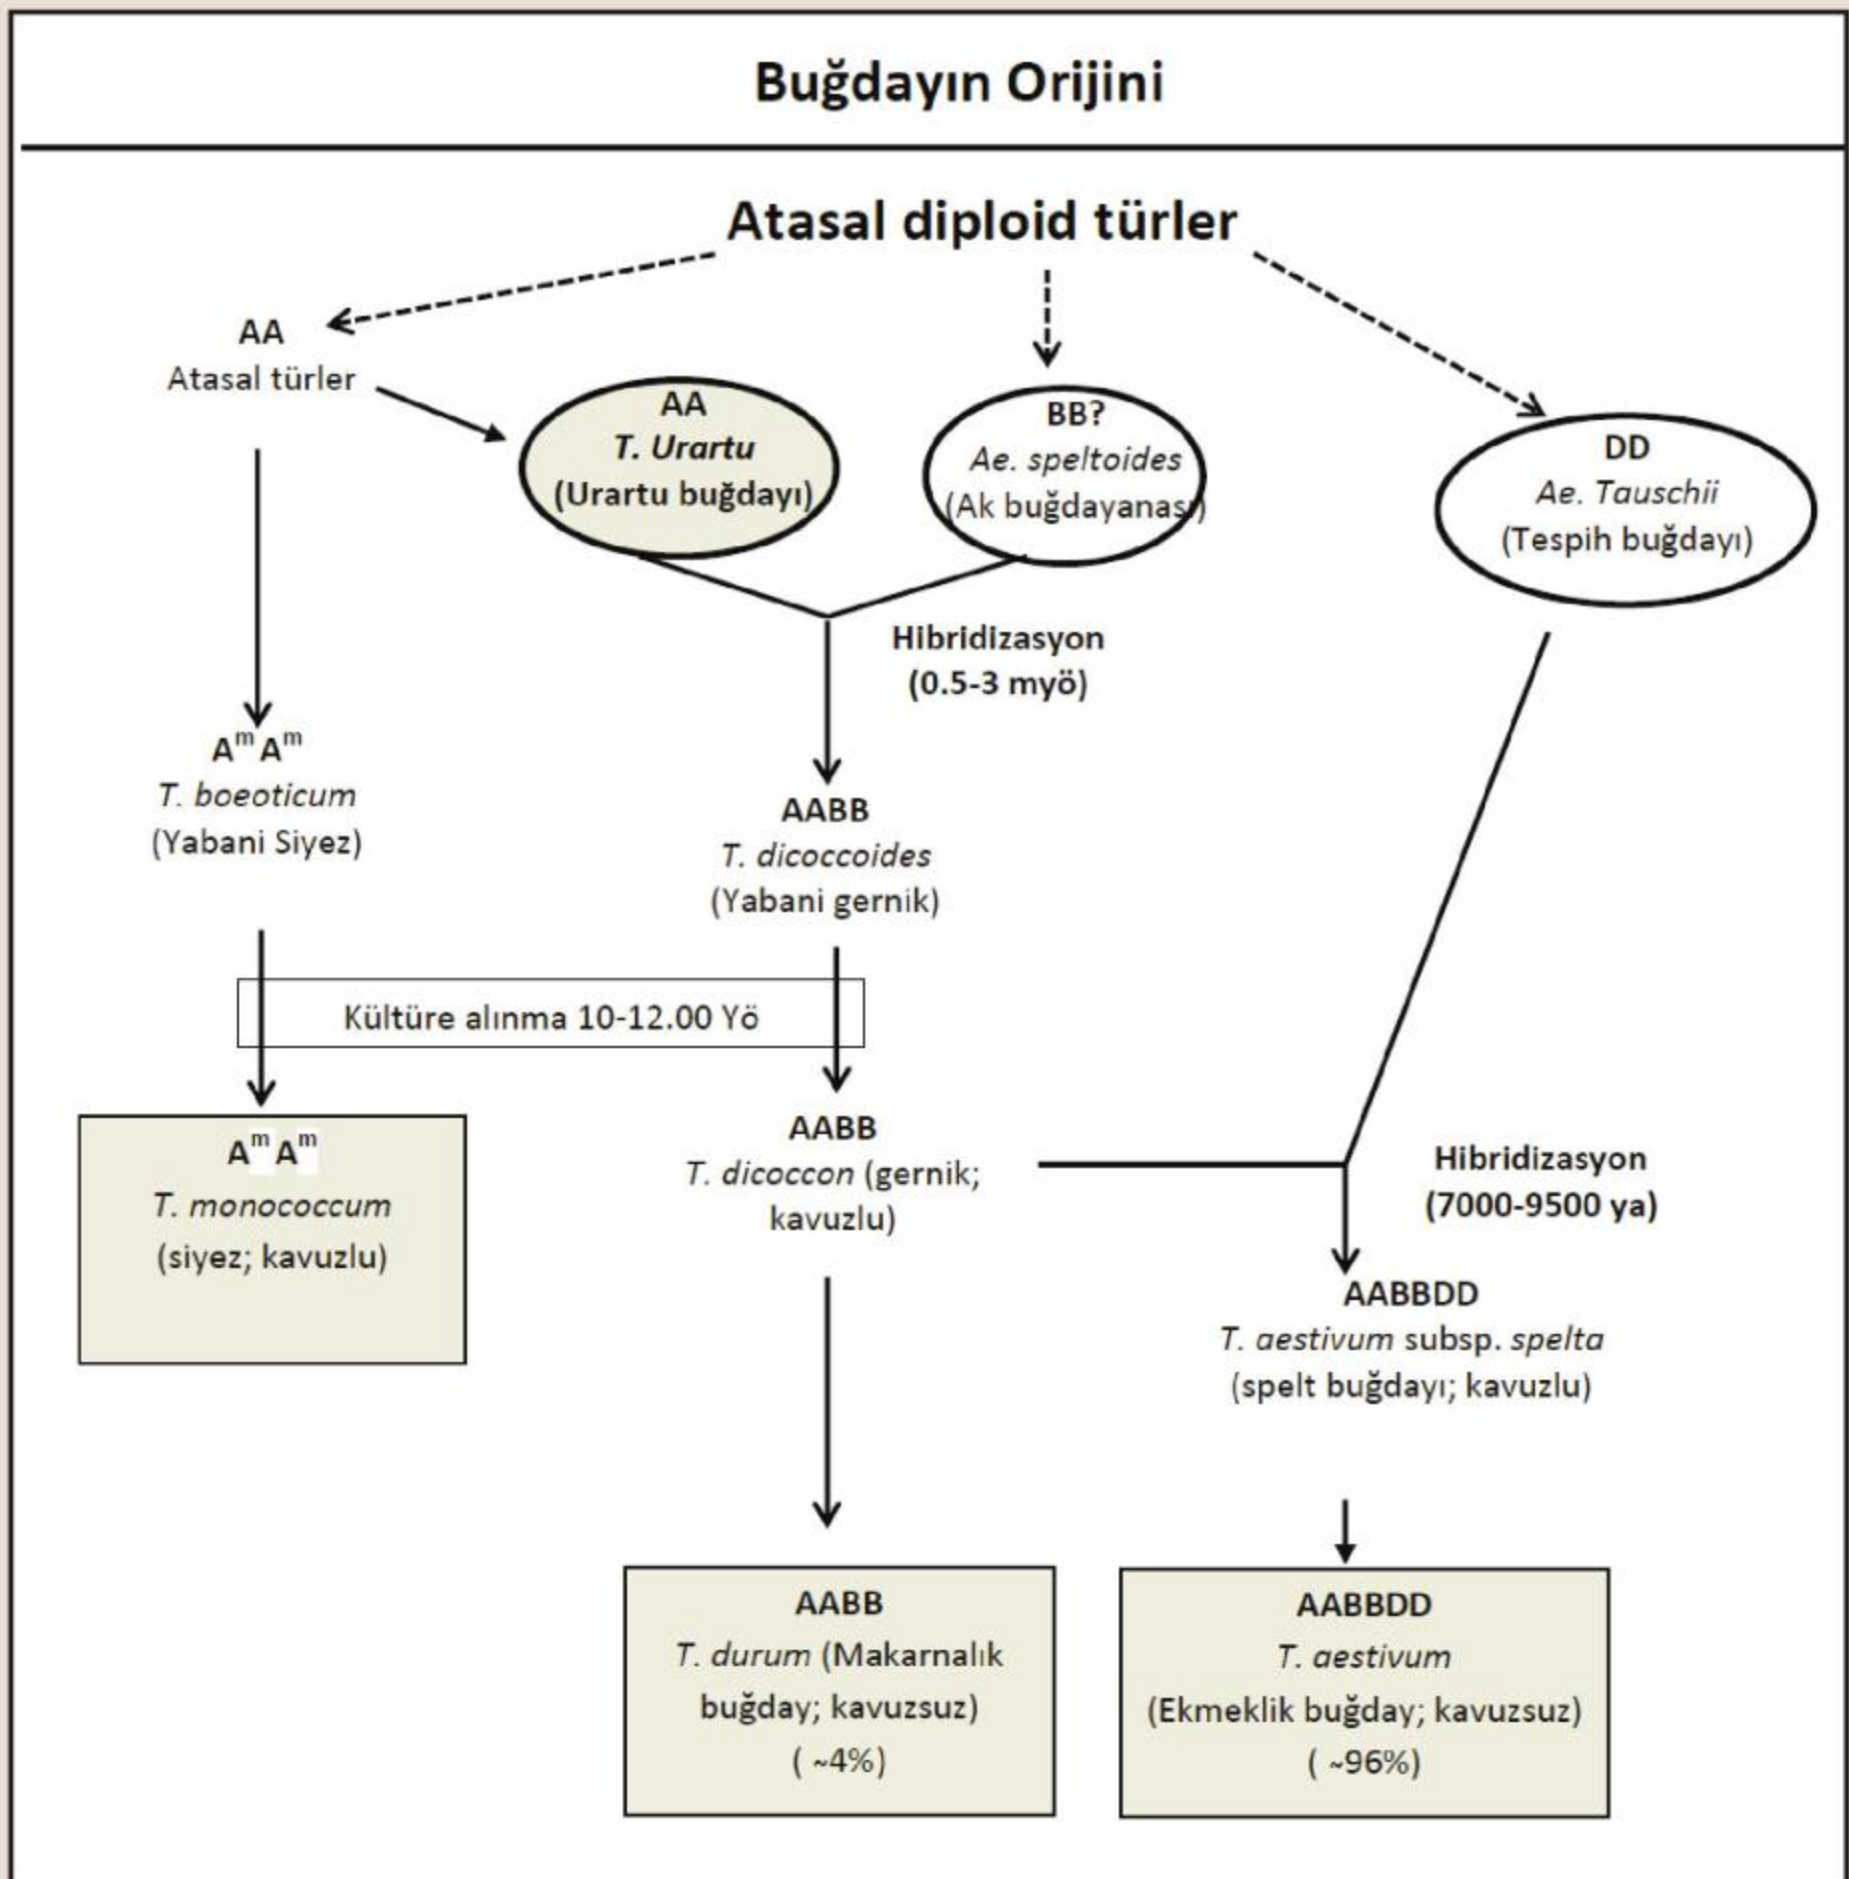 Buğdayın Orijini
Atasal diploid türler
AA
Atasal türler
AA
T. Urartu
(Urartu buğdayı)
BB?
Ae. speltoides
(Ak buğdayanası)
DD
Ae. Tauschii
(Tespih buğdayı)
Hibridizasyon
(0.5-3 myö)
A^m A^m
T. boeoticum
(Yabani Siyez)
AABB
T. dicoccoides
(Yabani gernik)
Kültüre alınma 10-12.00 Yö
A^m A^m
T. monococcum
(siyez; kavuzlu)
AABB
T. dicoccon (gernik;
kavuzlu)
Hibridizasyon
(7000-9500 ya)
AABBDD
T. aestivum subsp. spelta
(spelt buğdayı; kavuzlu)
AABB
T. durum (Makarnalık
buğday; kavuzsuz)
( ~4%)
AABBDD
T. aestivum
(Ekmeklik buğday; kavuzsuz)
( ~96%)